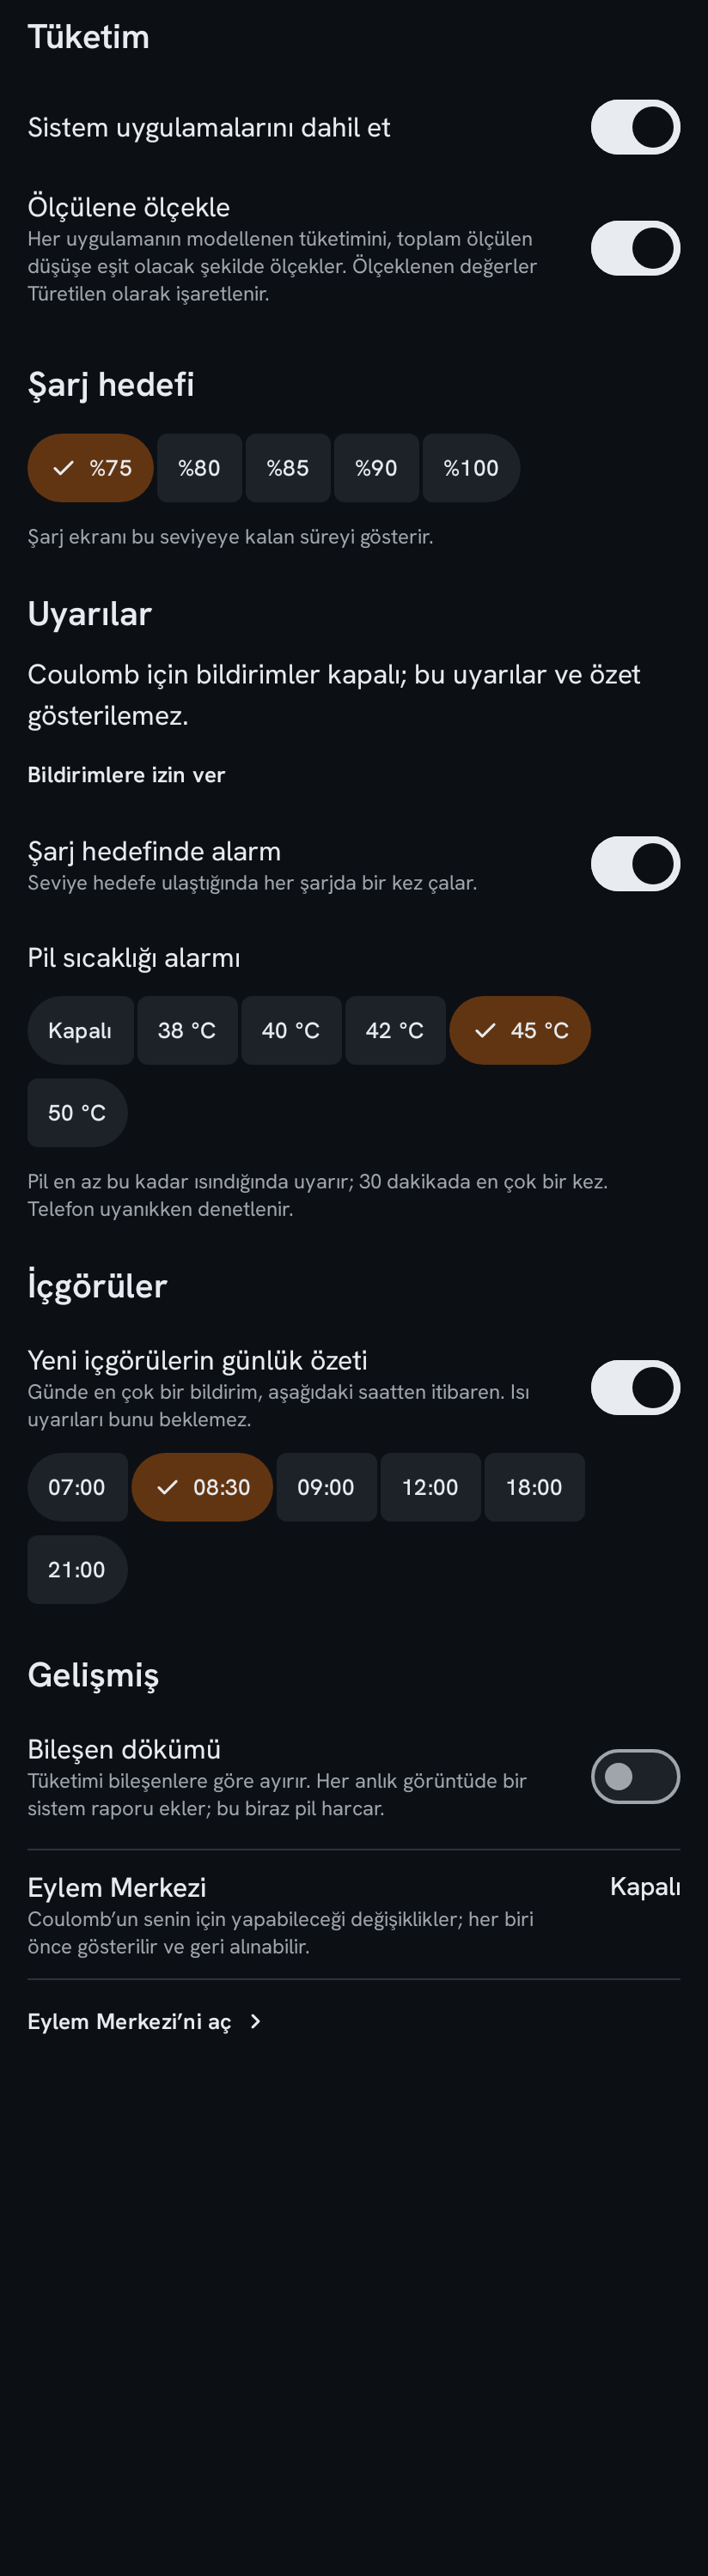 Tüketim
Sistem uygulamalarını dahil et
Ölçülene ölçekle
Her uygulamanın modellenen tüketimini, toplam ölçülen
düşüşe eşit olacak şekilde ölçekler. Ölçeklenen değerler
Türetilen olarak işaretlenir.
Şarj hedefi
%75 %80 %85 %90 %100
Şarj ekranı bu seviyeye kalan süreyi gösterir.
Uyarılar
Coulomb için bildirimler kapalı; bu uyarılar ve özet
gösterilemez.
Bildirimlere izin ver
Şarj hedefinde alarm
Seviye hedefe ulaştığında her şarjda bir kez çalar.
Pil sıcaklığı alarmı
Kapalı 38 °C 40 °C 42 °C 45 °C
50 °C
Pil en az bu kadar ısındığında uyarır; 30 dakikada en çok bir kez.
Telefon uyanıkken denetlenir.
İçgörüler
Yeni içgörülerin günlük özeti
Günde en çok bir bildirim, aşağıdaki saatten itibaren. Isı
uyarıları bunu beklemez.
07:00 08:30 09:00 12:00 18:00
21:00
Gelişmiş
Bileşen dökümü
Tüketimi bileşenlere göre ayırır. Her anlık görüntüde bir
sistem raporu ekler; bu biraz pil harcar.
Eylem Merkezi Kapalı
Coulomb’un senin için yapabileceği değişiklikler; her biri
önce gösterilir ve geri alınabilir.
Eylem Merkezi’ni aç